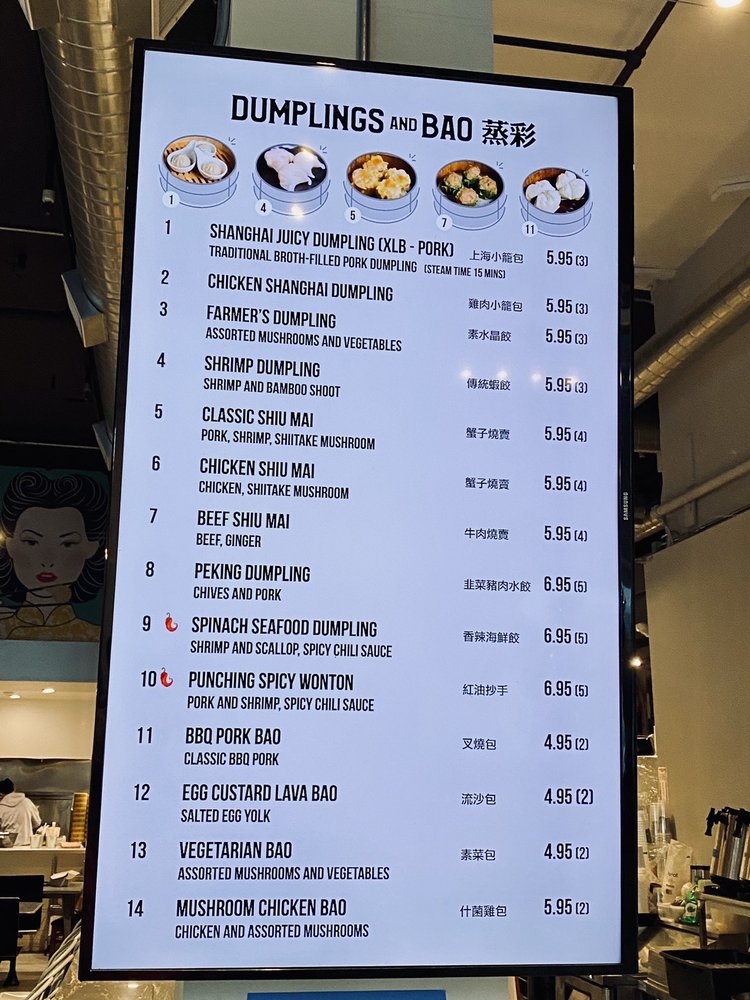 DUMPLINGS AND BAO 蒸彩
1 4 5 7 11
1 SHANGHAI JUICY DUMPLING (XLB - PORK) 上海小籠包 5.95 (3)
TRADITIONAL BROTH-FILLED PORK DUMPLING (STEAM TIME 15 MINS)
2 CHICKEN SHANGHAI DUMPLING 雞肉小籠包 5.95 (3)
3 FARMER'S DUMPLING 素水晶餃 5.95 (3)
ASSORTED MUSHROOMS AND VEGETABLES
4 SHRIMP DUMPLING 傳統蝦餃 5.95 (3)
SHRIMP AND BAMBOO SHOOT
5 CLASSIC SHIU MAI 蟹子燒賣 5.95 (4)
PORK, SHRIMP, SHIITAKE MUSHROOM
6 CHICKEN SHIU MAI 蟹子燒賣 5.95 (4)
CHICKEN, SHIITAKE MUSHROOM
7 BEEF SHIU MAI 牛肉燒賣 5.95 (4)
BEEF, GINGER
8 PEKING DUMPLING 韭菜豬肉水餃 6.95 (5)
CHIVES AND PORK
9 SPINACH SEAFOOD DUMPLING 香辣海鮮餃 6.95 (5)
SHRIMP AND SCALLOP, SPICY CHILI SAUCE
10 PUNCHING SPICY WONTON 紅油抄手 6.95 (5)
PORK AND SHRIMP, SPICY CHILI SAUCE
11 BBQ PORK BAO 叉燒包 4.95 (2)
CLASSIC BBQ PORK
12 EGG CUSTARD LAVA BAO 流沙包 4.95 (2)
SALTED EGG YOLK
13 VEGETARIAN BAO 素菜包 4.95 (2)
ASSORTED MUSHROOMS AND VEGETABLES
14 MUSHROOM CHICKEN BAO 什菌雞包 5.95 (2)
CHICKEN AND ASSORTED MUSHROOMS
SAMSUNG